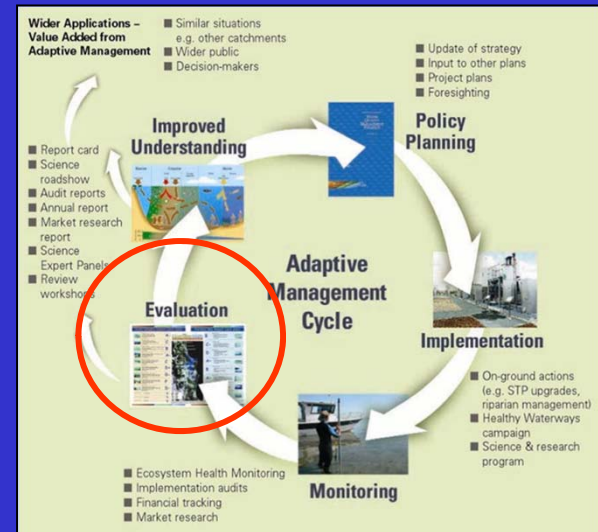 Wider Applications –
Value Added from
Adaptive Management
■ Similar situations
e.g. other catchments
■ Wider public
■ Decision-makers
■ Update of strategy
■ Input to other plans
■ Project plans
■ Foresighting
Improved
Understanding
Policy
Planning
■ Report card
■ Science
roadshow
■ Audit reports
■ Annual report
■ Market research
report
■ Science
Expert Panels
■ Review
workshops
Adaptive
Management
Cycle
Evaluation
Implementation
■ On-ground actions
(e.g. STP upgrades,
riparian management)
■ Healthy Waterways
campaign
■ Science & research
program
■ Ecosystem Health Monitoring
■ Implementation audits
■ Financial tracking
■ Market research
Monitoring